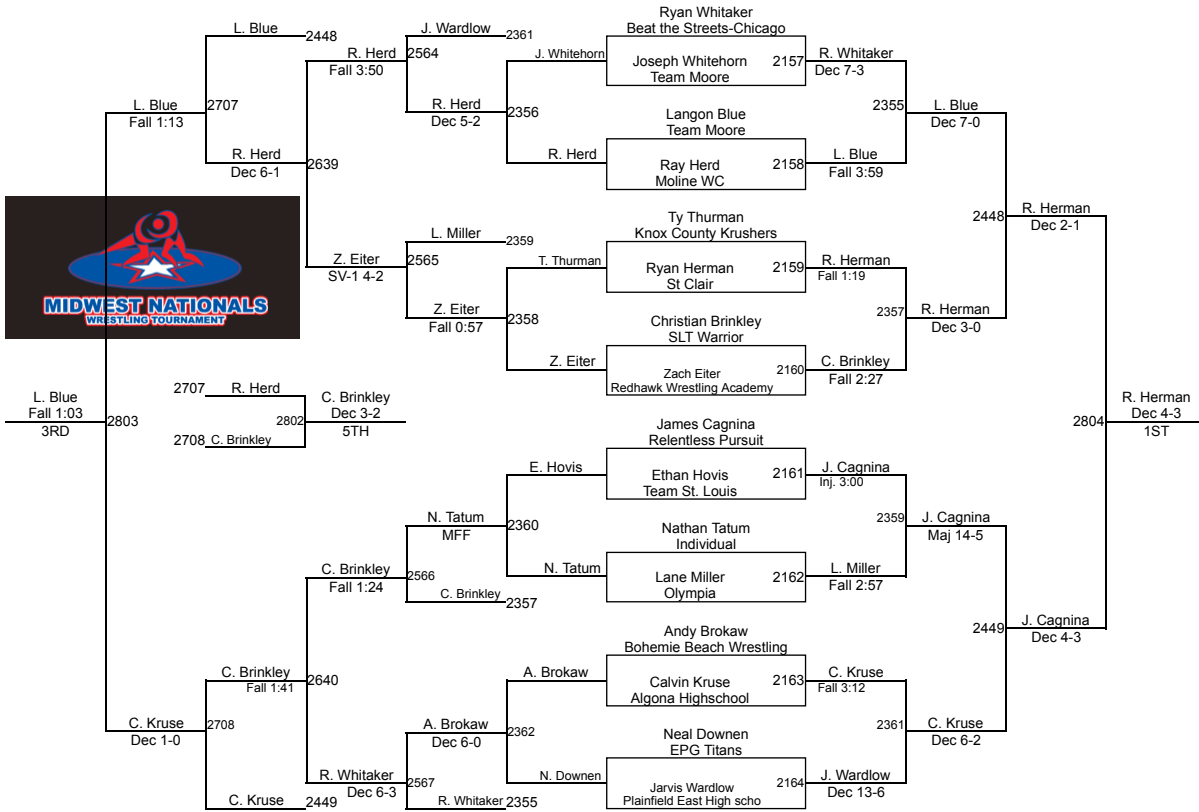 Ryan Whitaker
Beat the Streets-Chicago
L. Blue
2448
J. Wardlow
2361
R. Herd
2564
Fall 3:50
J. Whitehorn
Joseph Whitehorn
Team Moore
2157
R. Whitaker
Dec 7-3
L. Blue
2707
Fall 1:13
R. Herd
2356
Dec 5-2
2355
L. Blue
Dec 7-0
Langon Blue
Team Moore
R. Herd
2639
Dec 6-1
R. Herd
Ray Herd
Moline WC
2158
L. Blue
Fall 3:59
Ty Thurman
Knox County Krushers
2448
R. Herman
Dec 2-1
L. Miller
2359
Z. Eiter
2565
SV-1 4-2
T. Thurman
Ryan Herman
St Clair
2159
R. Herman
Fall 1:19
MIDWEST NATIONALS
WRESTLING TOURNAMENT
Z. Eiter
2358
Fall 0:57
2357
R. Herman
Dec 3-0
Christian Brinkley
SLT Warrior
Z. Eiter
Zach Eiter
Redhawk Wrestling Academy
2160
C. Brinkley
Fall 2:27
2707
R. Herd
C. Brinkley
Dec 3-2
5TH
2802
2708
C. Brinkley
L. Blue
Fall 1:03
3RD
2803
2804
R. Herman
Dec 4-3
1ST
James Cagnina
Relentless Pursuit
E. Hovis
Ethan Hovis
Team St. Louis
2161
J. Cagnina
Inj. 3:00
N. Tatum
2360
MFF
2359
J. Cagnina
Maj 14-5
Nathan Tatum
Individual
C. Brinkley
2566
Fall 1:24
N. Tatum
Lane Miller
Olympia
2162
L. Miller
Fall 2:57
C. Brinkley
2357
2449
J. Cagnina
Dec 4-3
Andy Brokaw
Bohemie Beach Wrestling
C. Brinkley
2640
Fall 1:41
A. Brokaw
Calvin Kruse
Algona Highschool
2163
C. Kruse
Fall 3:12
C. Kruse
2708
Dec 1-0
A. Brokaw
2362
Dec 6-0
2361
C. Kruse
Dec 6-2
Neal Downen
EPG Titans
R. Whitaker
2567
Dec 6-3
N. Downen
Jarvis Wardlow
Plainfield East High scho
2164
J. Wardlow
Dec 13-6
C. Kruse
2449
R. Whitaker
2355